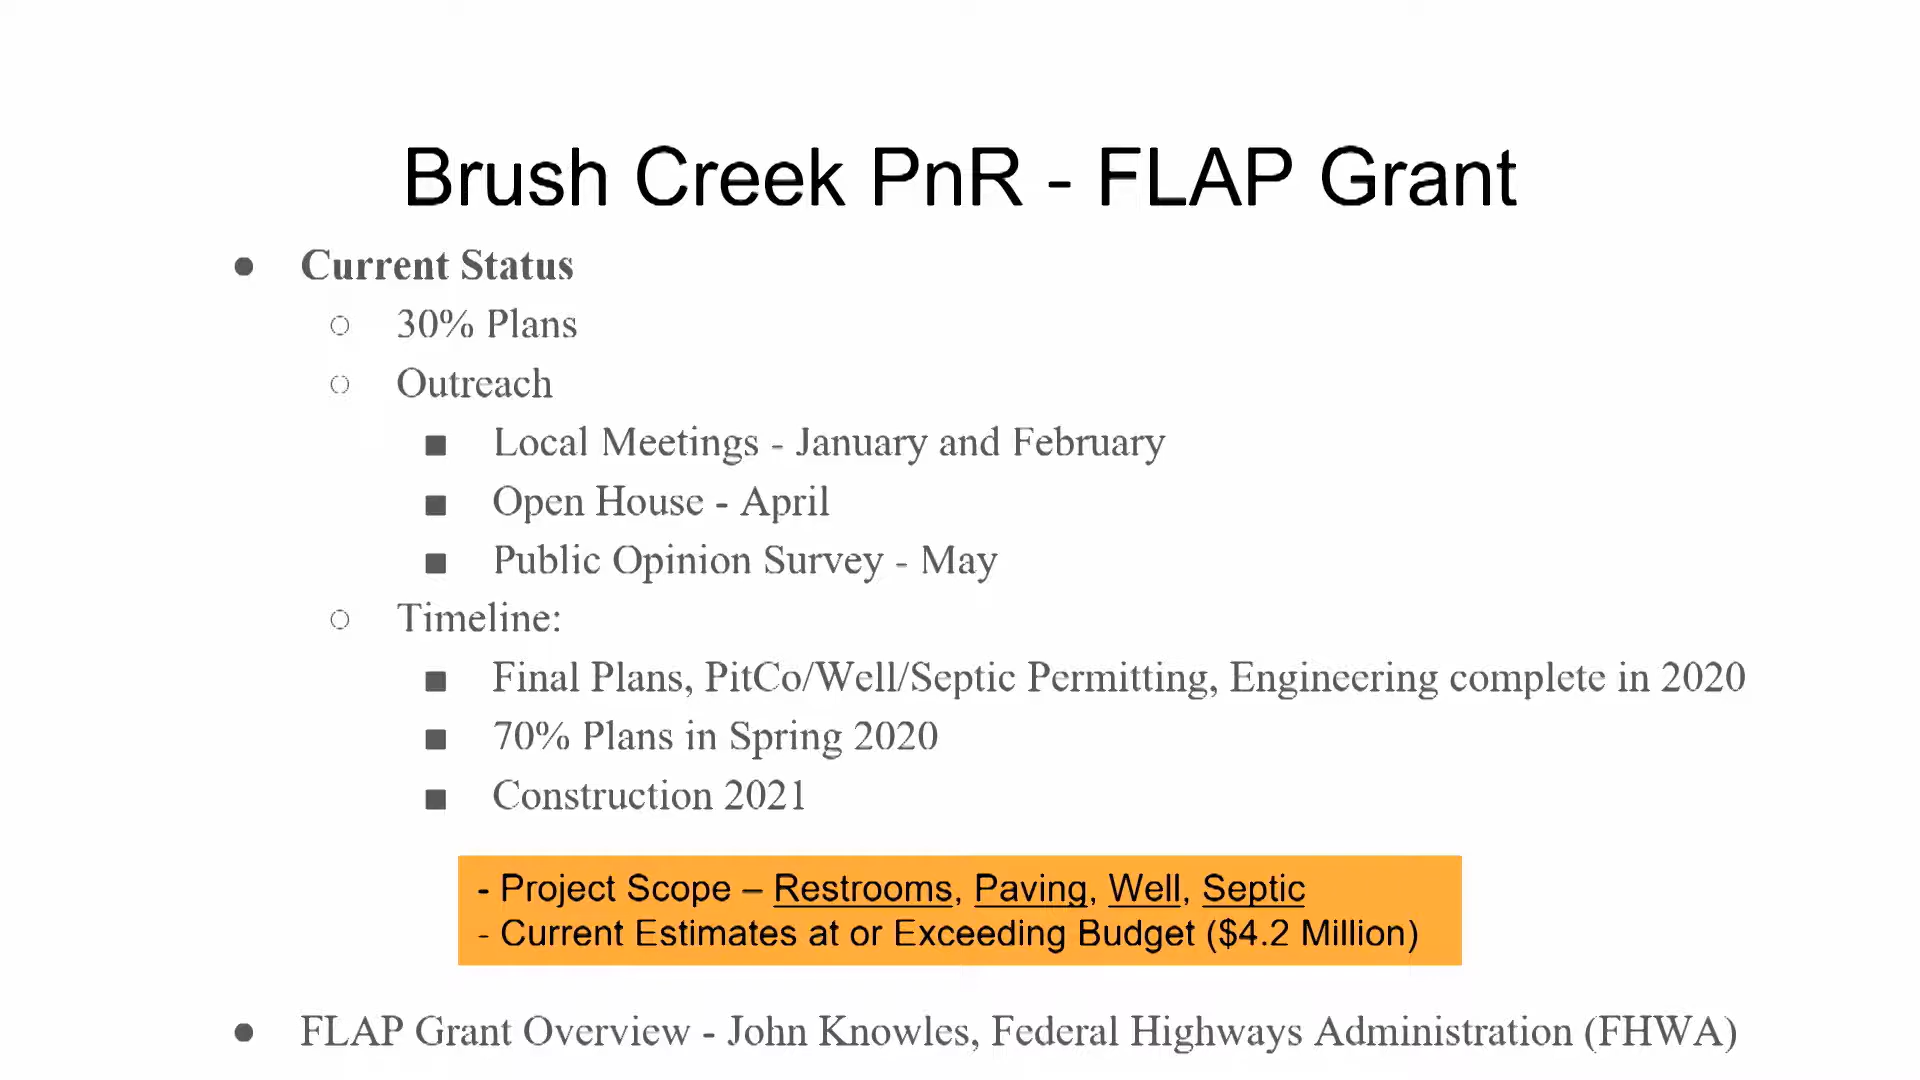 Brush Creek PnR - FLAP Grant
● Current Status
○ 30% Plans
○ Outreach
■ Local Meetings - January and February
■ Open House - April
■ Public Opinion Survey - May
○ Timeline:
■ Final Plans, PitCo/Well/Septic Permitting, Engineering complete in 2020
■ 70% Plans in Spring 2020
■ Construction 2021
- Project Scope – Restrooms, Paving, Well, Septic
- Current Estimates at or Exceeding Budget ($4.2 Million)
● FLAP Grant Overview - John Knowles, Federal Highways Administration (FHWA)